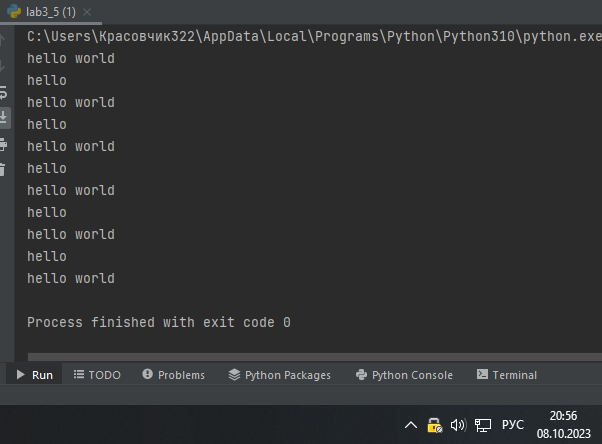 lab3_5 (1)
C:\Users\Красовчик322\AppData\Local\Programs\Python\Python310\python.exe
hello world
hello
hello world
hello
hello world
hello
hello world
hello
hello world
hello
hello world
Process finished with exit code 0
Run TODO Problems Python Packages Python Console Terminal
РУС 20:56
08.10.2023